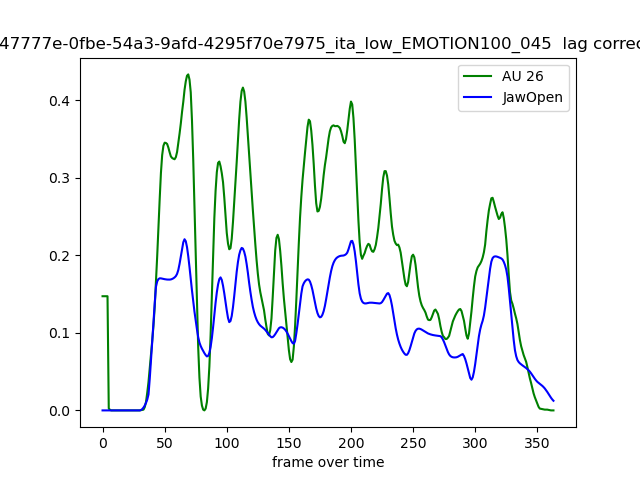 47777e-0fbe-54a3-9afd-4295f70e7975_ita_low_EMOTION100_045 lag correc
AU 26
JawOpen
0.4
0.3
0.2
0.1
0.0
0 50 100 150 200 250 300 350
frame over time